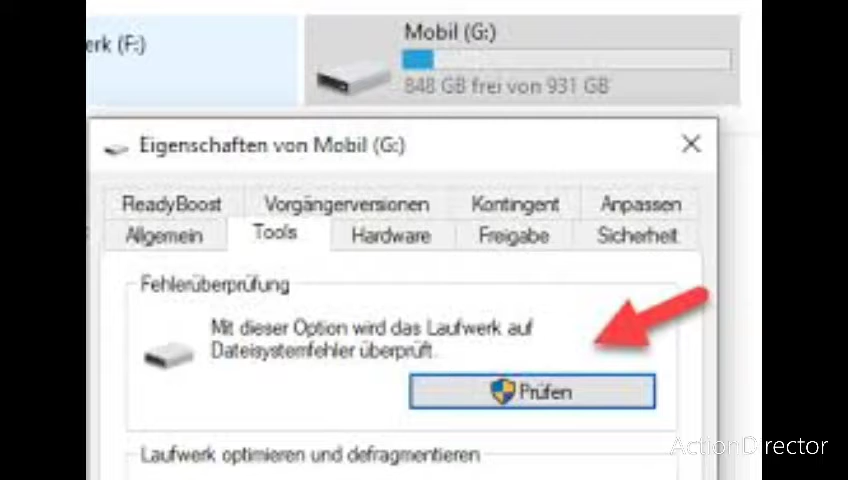 erk (F:)
Mobil (G:)
848 GB frei von 931 GB
Eigenschaften von Mobil (G:)
ReadyBoost Vorgängerversionen Kontingent Anpassen
Allgemein Tools Hardware Freigabe Sicherheit
Fehlerüberprüfung
Mit dieser Option wird das Laufwerk auf
Dateisystemfehler überprüft.
Prüfen
Laufwerk optimieren und defragmentieren
ActionDirector